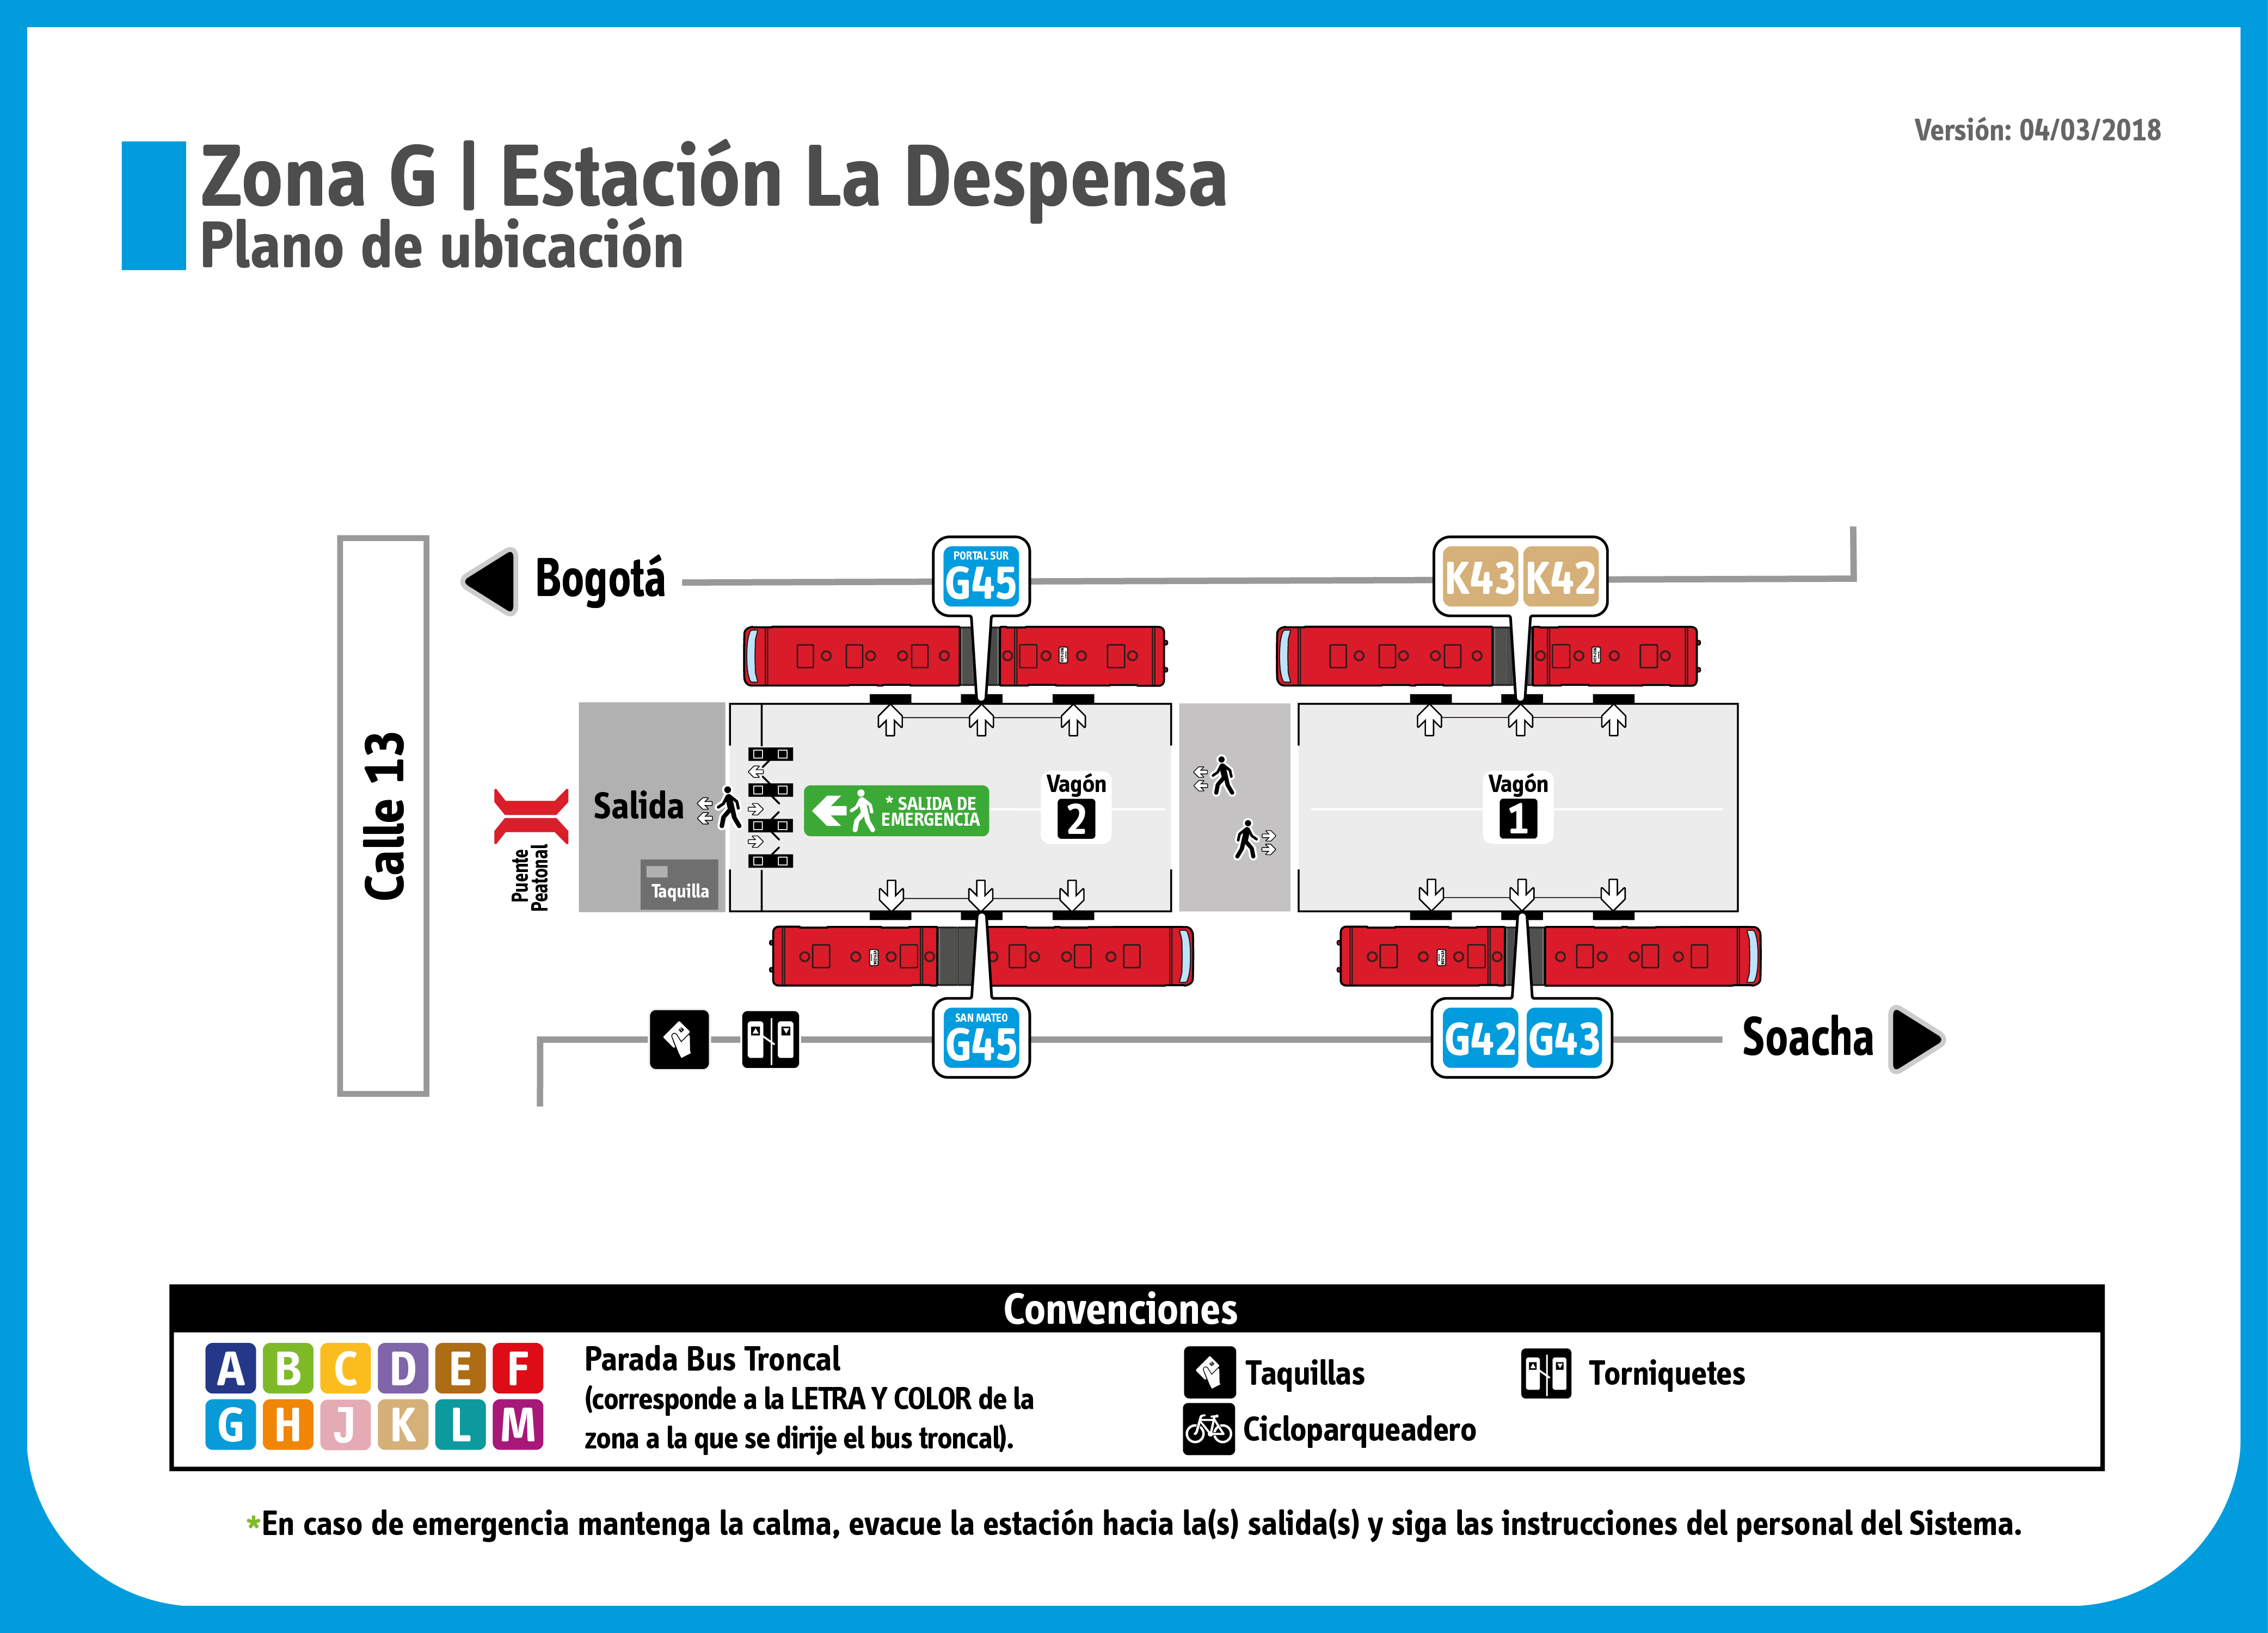 Versión: 04/03/2018
Zona G | Estación La Despensa
Plano de ubicación
Bogotá
PORTAL SUR
G45
K43 K42
Calle 13
Puente
Peatonal
Salida
Taquilla
* SALIDA DE
EMERGENCIA
Vagón
2
Vagón
1
SAN MATEO
G45
G42 G43
Soacha
Convenciones
A B C D E F
G H J K L M
Parada Bus Troncal
(corresponde a la LETRA Y COLOR de la
zona a la que se dirije el bus troncal).
Taquillas
Torniquetes
Cicloparqueadero
*En caso de emergencia mantenga la calma, evacue la estación hacia la(s) salida(s) y siga las instrucciones del personal del Sistema.